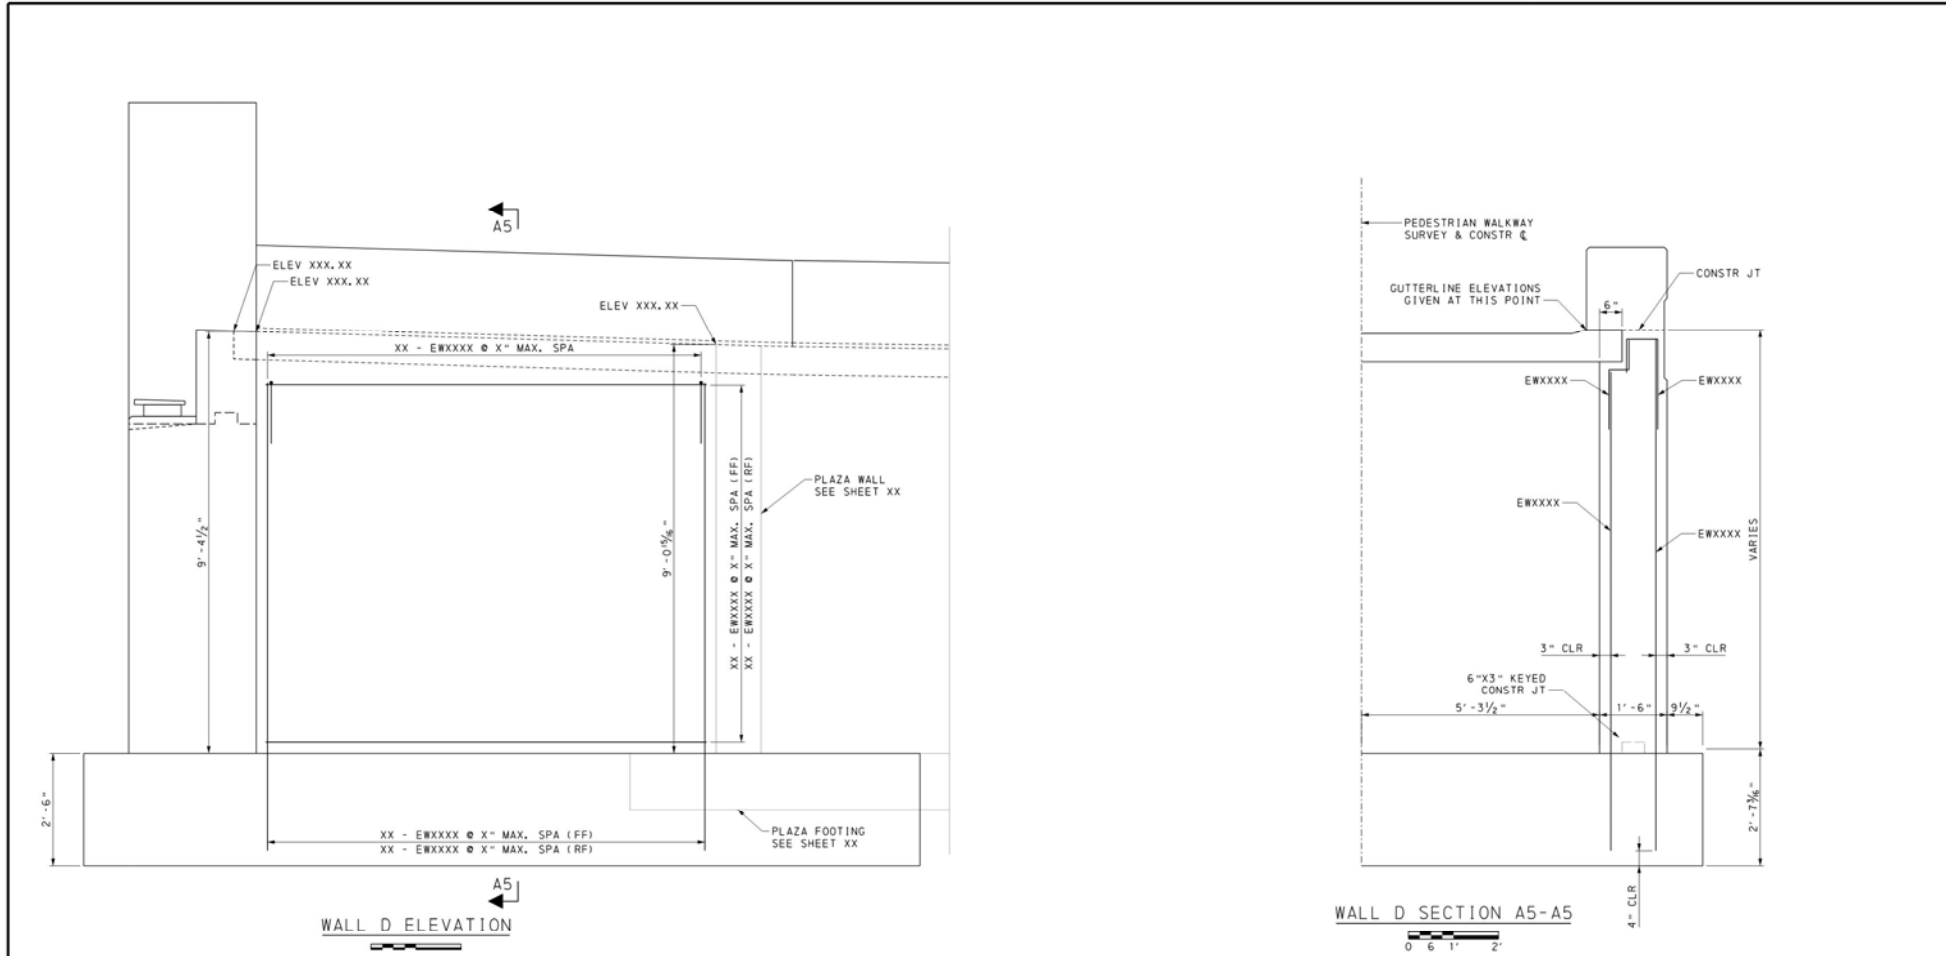 A5
ELEV XXX.XX
ELEV XXX.XX
ELEV XXX.XX
XX - EWXXXX @ X" MAX. SPA
9'-4½"
9'-0 15/16"
XX - EWXXXX @ X" MAX. SPA (FF)
XX - EWXXXX @ X" MAX. SPA (RF)
PLAZA WALL
SEE SHEET XX
2'-6"
XX - EWXXXX @ X" MAX. SPA (FF)
XX - EWXXXX @ X" MAX. SPA (RF)
PLAZA FOOTING
SEE SHEET XX
A5
WALL D ELEVATION
PEDESTRIAN WALKWAY
SURVEY & CONSTR ℄
CONSTR JT
GUTTERLINE ELEVATIONS
GIVEN AT THIS POINT
6"
EWXXXX
EWXXXX
EWXXXX
EWXXXX
VARIES
3" CLR
3" CLR
6"X3" KEYED
CONSTR JT
5'-3½"
1'-6"
9½"
2'-7 3/16"
4" CLR
WALL D SECTION A5-A5
0 6 1' 2'